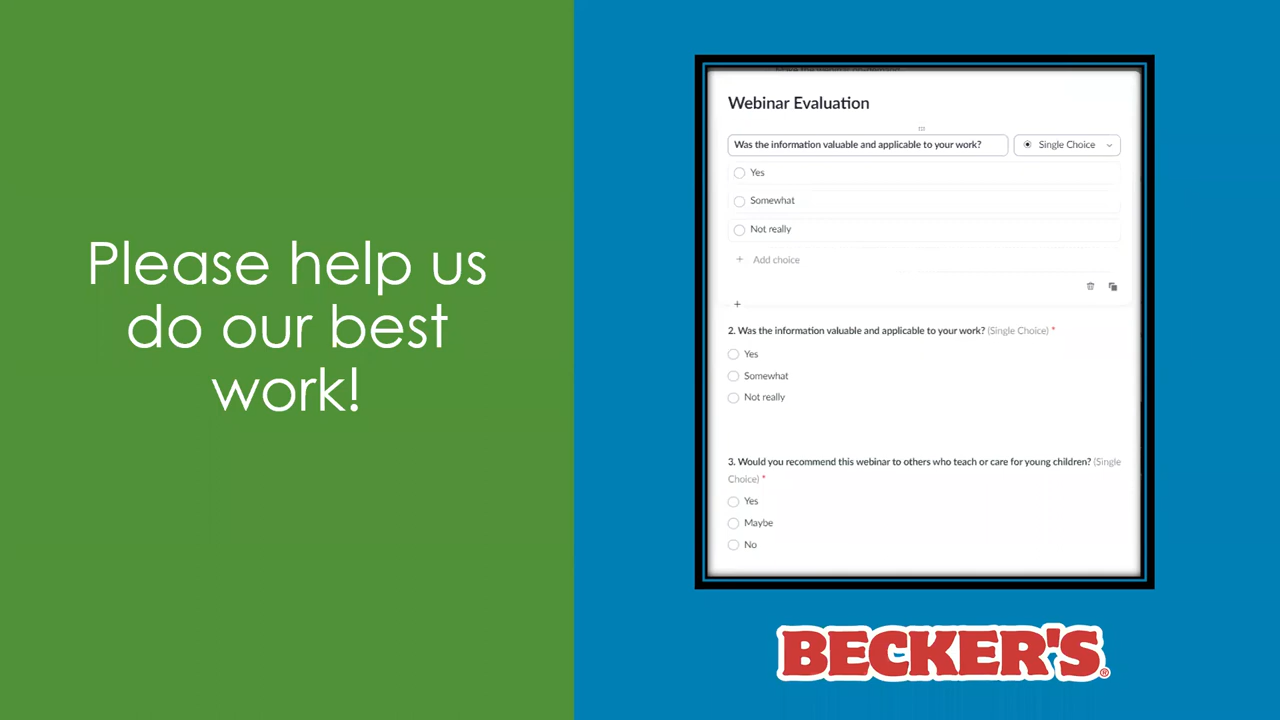 Please help us
do our best
work!
Webinar Evaluation
Was the information valuable and applicable to your work?
Single Choice
Yes
Somewhat
Not really
+ Add choice
+
2. Was the information valuable and applicable to your work? (Single Choice) *
Yes
Somewhat
Not really
3. Would you recommend this webinar to others who teach or care for young children? (Single
Choice) *
Yes
Maybe
No
BECKER'S®